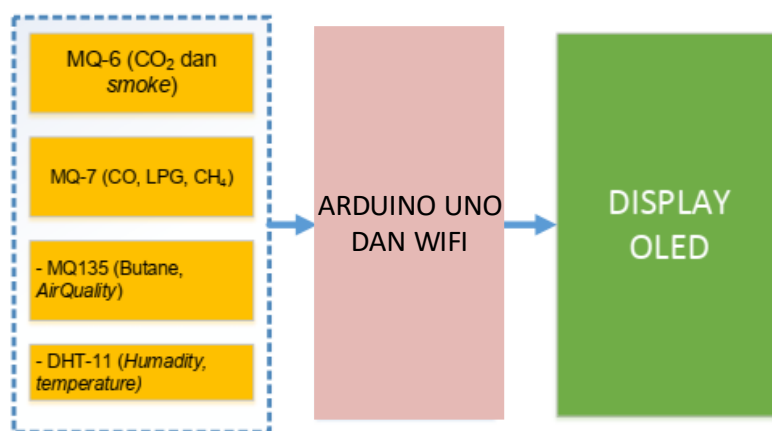 MQ-6 (CO₂ dan
smoke)
MQ-7 (CO, LPG, CH₄)
- MQ135 (Butane,
AirQuality)
- DHT-11 (Humadity,
temperature)
ARDUINO UNO
DAN WIFI
DISPLAY
OLED